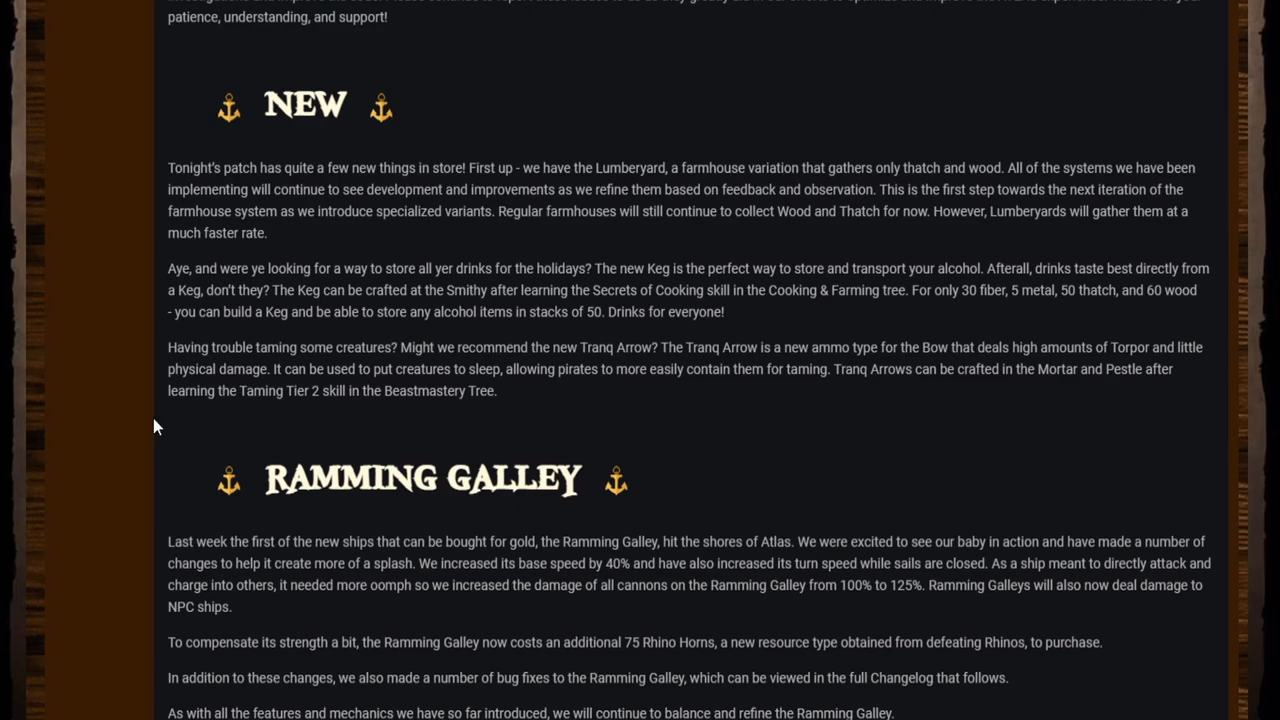 patience, understanding, and support!
NEW
Tonight's patch has quite a few new things in store! First up - we have the Lumberyard, a farmhouse variation that gathers only thatch and wood. All of the systems we have been
implementing will continue to see development and improvements as we refine them based on feedback and observation. This is the first step towards the next iteration of the
farmhouse system as we introduce specialized variants. Regular farmhouses will still continue to collect Wood and Thatch for now. However, Lumberyards will gather them at a
much faster rate.
Aye, and were ye looking for a way to store all yer drinks for the holidays? The new Keg is the perfect way to store and transport your alcohol. Afterall, drinks taste best directly from
a Keg, don't they? The Keg can be crafted at the Smithy after learning the Secrets of Cooking skill in the Cooking & Farming tree. For only 30 fiber, 5 metal, 50 thatch, and 60 wood
- you can build a Keg and be able to store any alcohol items in stacks of 50. Drinks for everyone!
Having trouble taming some creatures? Might we recommend the new Tranq Arrow? The Tranq Arrow is a new ammo type for the Bow that deals high amounts of Torpor and little
physical damage. It can be used to put creatures to sleep, allowing pirates to more easily contain them for taming. Tranq Arrows can be crafted in the Mortar and Pestle after
learning the Taming Tier 2 skill in the Beastmastery Tree.
RAMMING GALLEY
Last week the first of the new ships that can be bought for gold, the Ramming Galley, hit the shores of Atlas. We were excited to see our baby in action and have made a number of
changes to help it create more of a splash. We increased its base speed by 40% and have also increased its turn speed while sails are closed. As a ship meant to directly attack and
charge into others, it needed more oomph so we increased the damage of all cannons on the Ramming Galley from 100% to 125%. Ramming Galleys will also now deal damage to
NPC ships.
To compensate its strength a bit, the Ramming Galley now costs an additional 75 Rhino Horns, a new resource type obtained from defeating Rhinos, to purchase.
In addition to these changes, we also made a number of bug fixes to the Ramming Galley, which can be viewed in the full Changelog that follows.
As with all the features and mechanics we have so far introduced, we will continue to balance and refine the Ramming Galley.